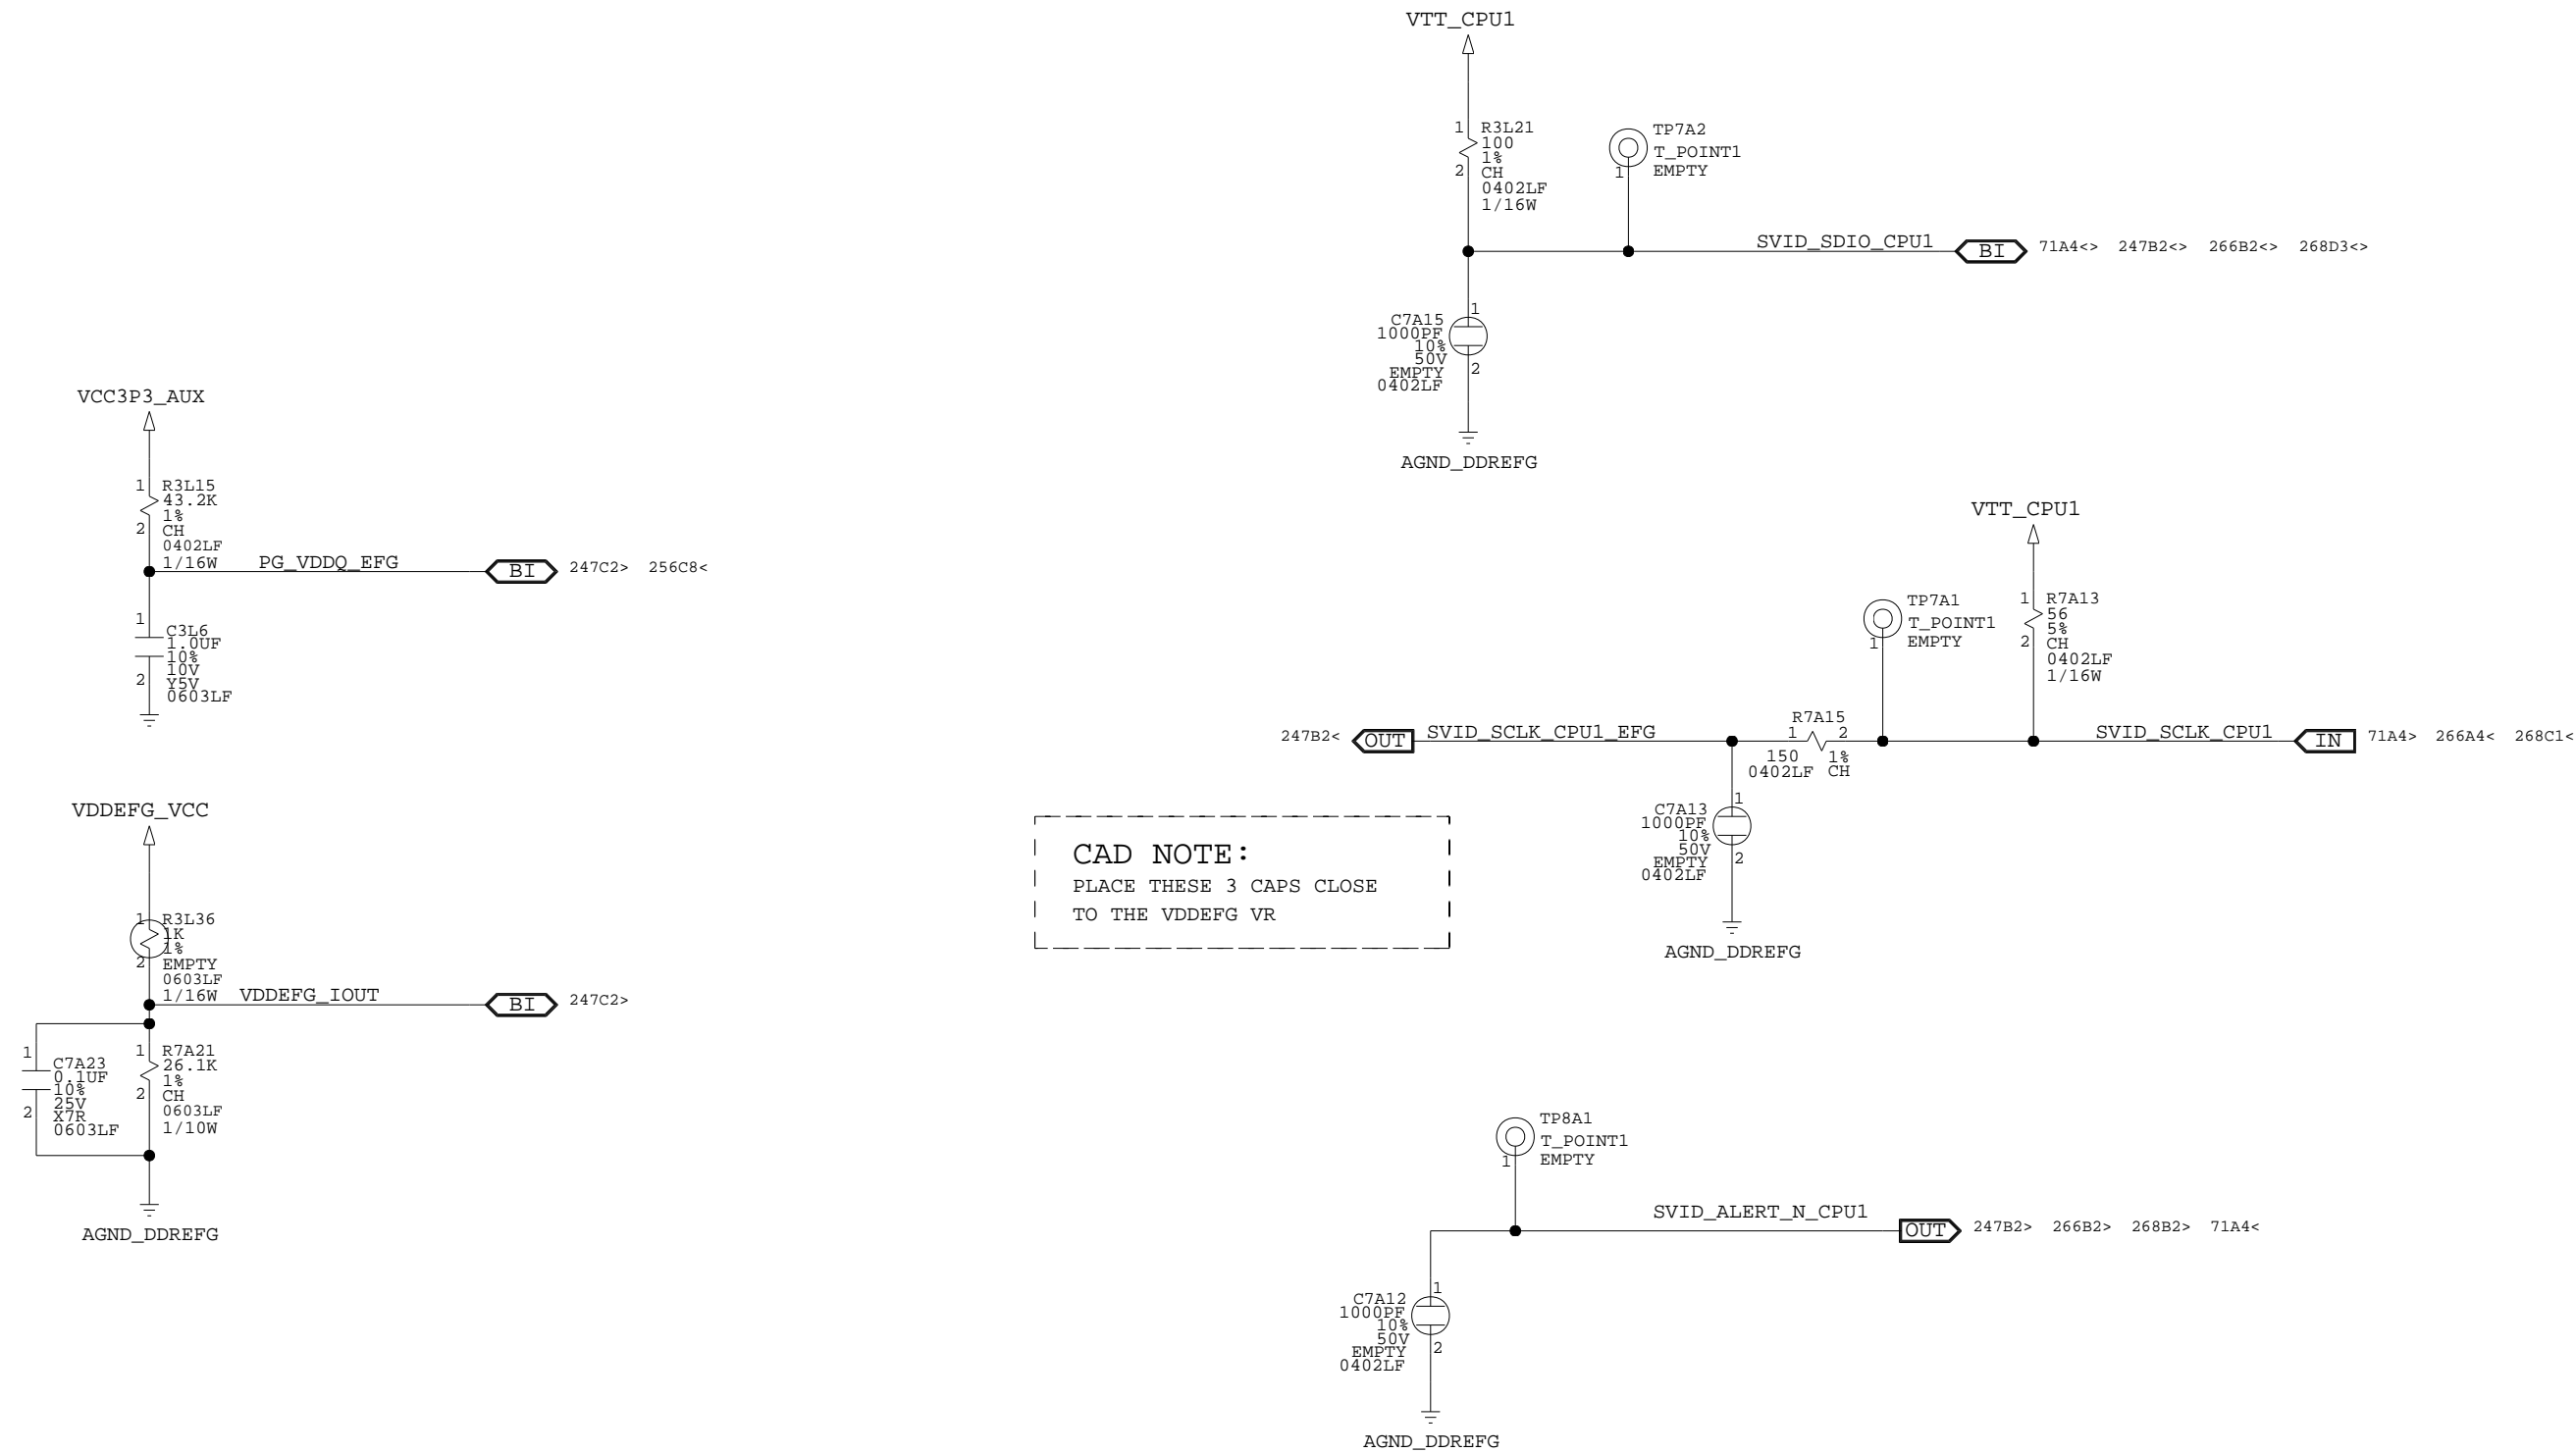 VTT_CPU1
1 R3L21
100
1%
2 CH
0402LF
1/16W
TP7A2
T_POINT1
1 EMPTY
SVID_SDIO_CPU1 BI 71A4<> 247B2<> 266B2<> 268D3<>
1
C7A15
1000PF
10%
50V
EMPTY 2
0402LF
AGND_DDREFG
VCC3P3_AUX
1 R3L15
43.2K
1%
2 CH
0402LF
1/16W
PG_VDDQ_EFG BI 247C2> 256C8<
1
C3L6
1.0UF
10%
10V
2 Y5V
0603LF
VTT_CPU1
1 R7A13
56
5%
2 CH
0402LF
1/16W
TP7A1
T_POINT1
1 EMPTY
R7A15
247B2< OUT SVID_SCLK_CPU1_EFG 1 2 SVID_SCLK_CPU1 IN 71A4> 266A4< 268C1<
150 1%
0402LF CH
1
C7A13
1000PF
10%
50V
EMPTY 2
0402LF
AGND_DDREFG
CAD NOTE:
PLACE THESE 3 CAPS CLOSE
TO THE VDDEFG VR
VDDEFG_VCC
1 R3L36
1K
1%
2 EMPTY
0603LF
1/16W
VDDEFG_IOUT BI 247C2>
1 C7A23
0.1UF
10%
25V
2 X7R
0603LF
1 R7A21
26.1K
1%
2 CH
0603LF
1/10W
AGND_DDREFG
TP8A1
T_POINT1
1 EMPTY
SVID_ALERT_N_CPU1 OUT 247B2> 266B2> 268B2> 71A4<
1
C7A12
1000PF
10%
50V
EMPTY 2
0402LF
AGND_DDREFG